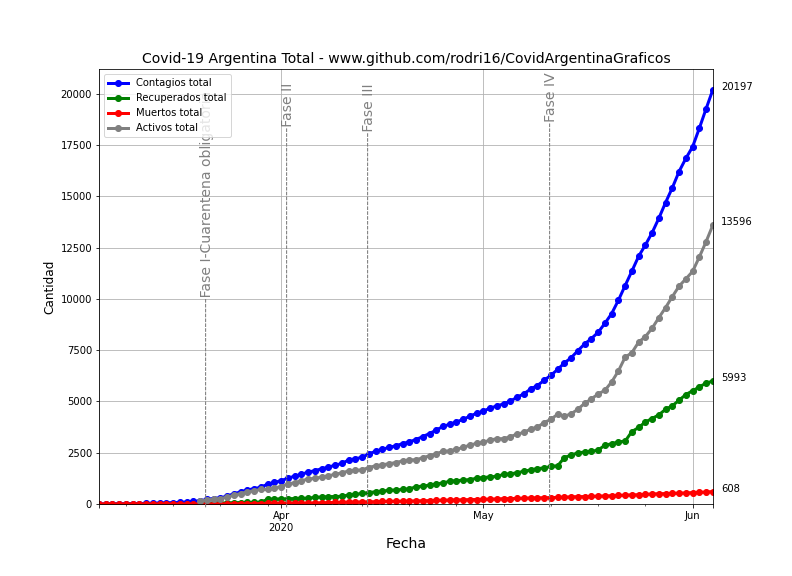 Covid-19 Argentina Total - www.github.com/rodri16/CovidArgentinaGraficos
Contagios total
Recuperados total
Muertos total
Activos total
Fase I-Cuarentena obligatoria
Fase II
Fase III
Fase IV
20197
13596
5993
608
20000
17500
15000
12500
10000
7500
5000
2500
0
Cantidad
Apr
2020
May
Jun
Fecha